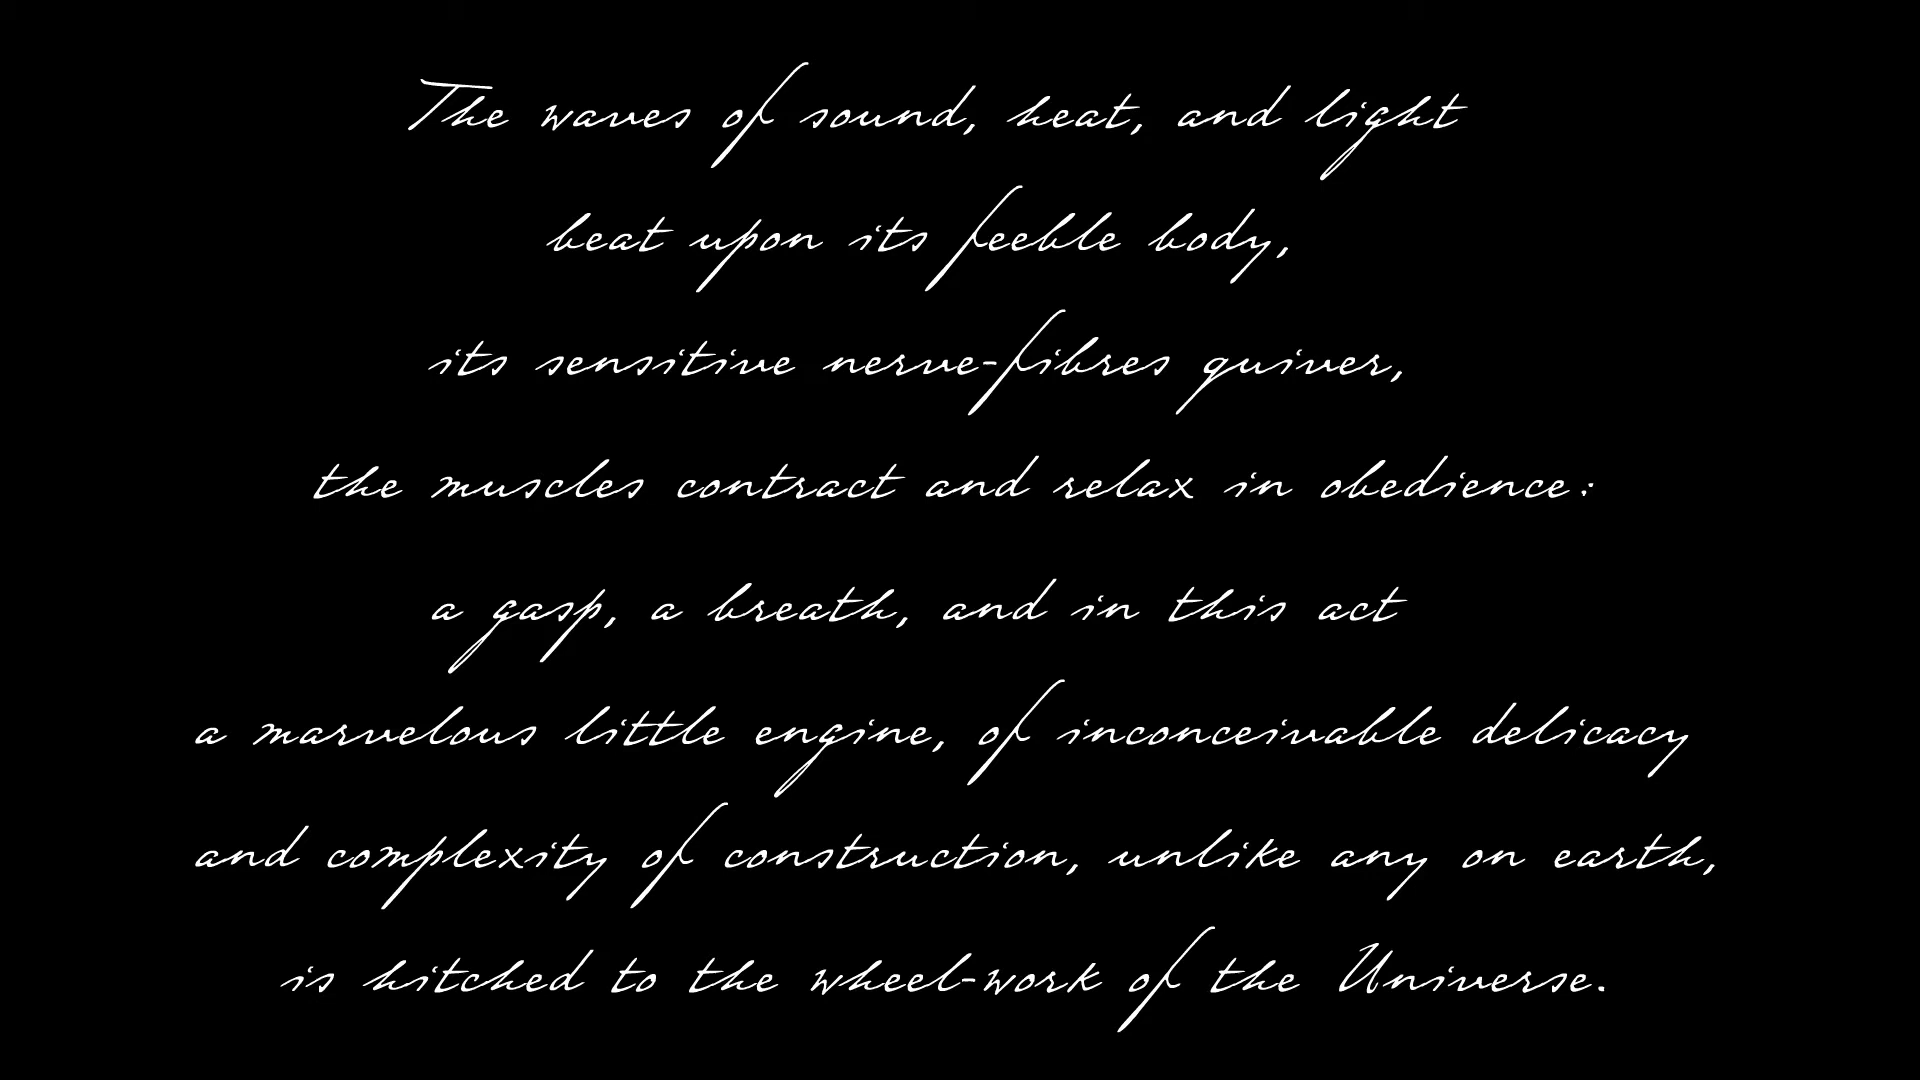 The waves of sound, heat, and light
beat upon its feeble body,
its sensitive nerve-fibres quiver,
the muscles contract and relax in obedience:
a gasp, a breath, and in this act
a marvelous little engine, of inconceivable delicacy
and complexity of construction, unlike any on earth,
is hitched to the wheel-work of the Universe.